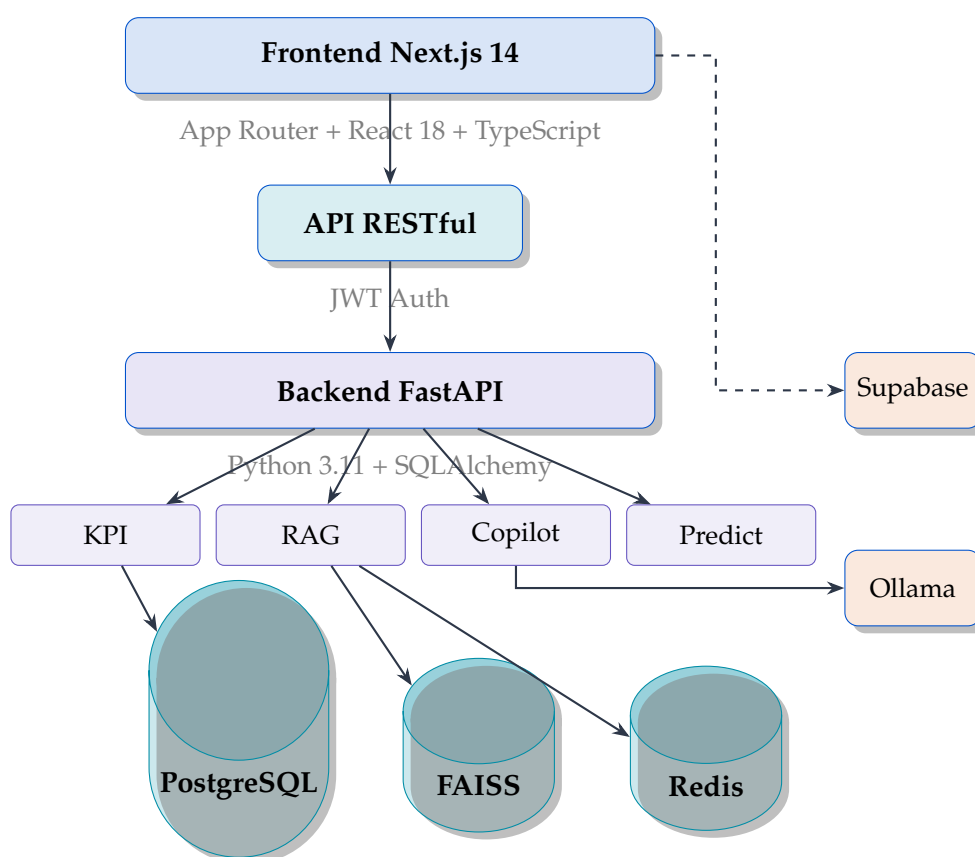 Frontend Next.js 14
App Router + React 18 + TypeScript
API RESTful
JWT Auth
Backend FastAPI
Supabase
Python 3.11 + SQLAlchemy
KPI
RAG
Copilot
Predict
Ollama
PostgreSQL
FAISS
Redis